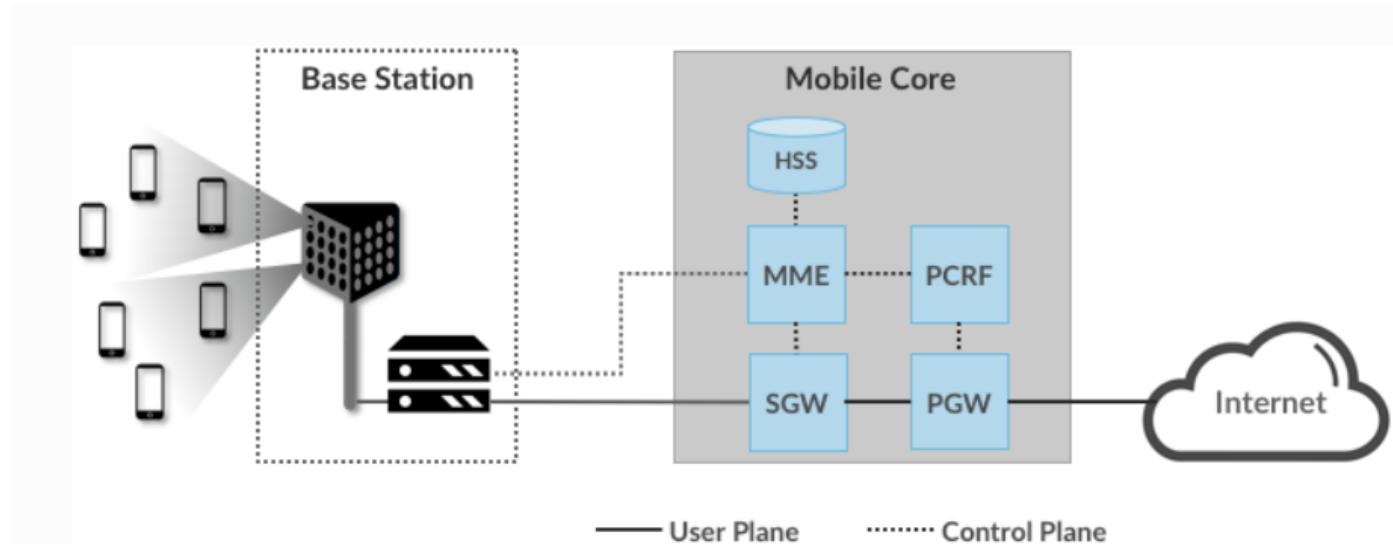 Base Station
Mobile Core
HSS
MME
PCRF
SGW
PGW
Internet
User Plane
Control Plane